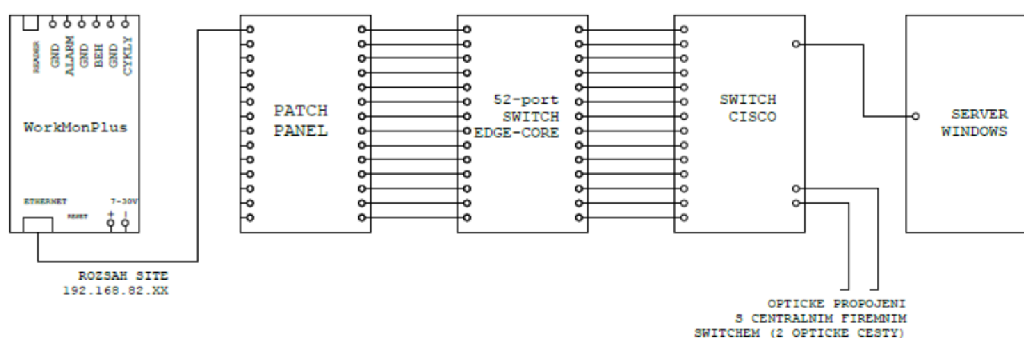 READER
GND
ALARM
GND
BEH
GND
CYKLY
WorkMonPlus
ETHERNET
7-30V
RESET
+ -
ROZSAH SITE
192.168.82.XX
PATCH
PANEL
52-port
SWITCH
EDGE-CORE
SWITCH
CISCO
SERVER
WINDOWS
OPTICKE PROPOJENI
S CENTRALNIM FIREMNIM
SWITCHEM (2 OPTICKE CESTY)